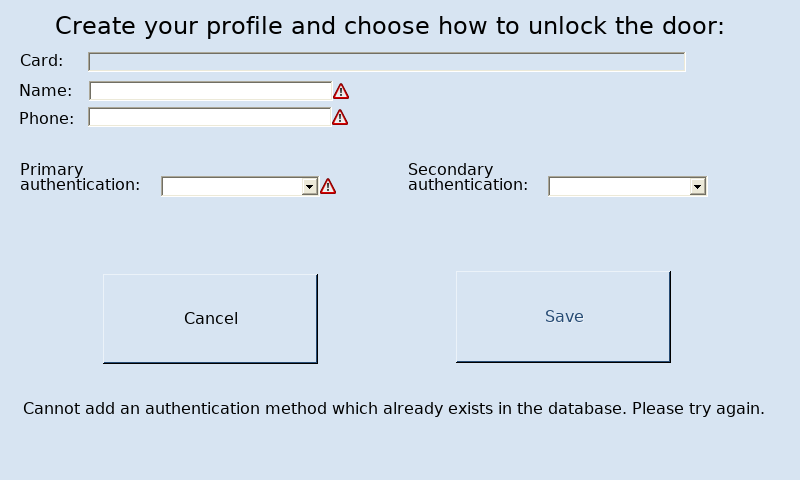 Create your profile and choose how to unlock the door:
Card:
Name:
Phone:
Primary
authentication:
Secondary
authentication:
Cancel
Save
Cannot add an authentication method which already exists in the database. Please try again.